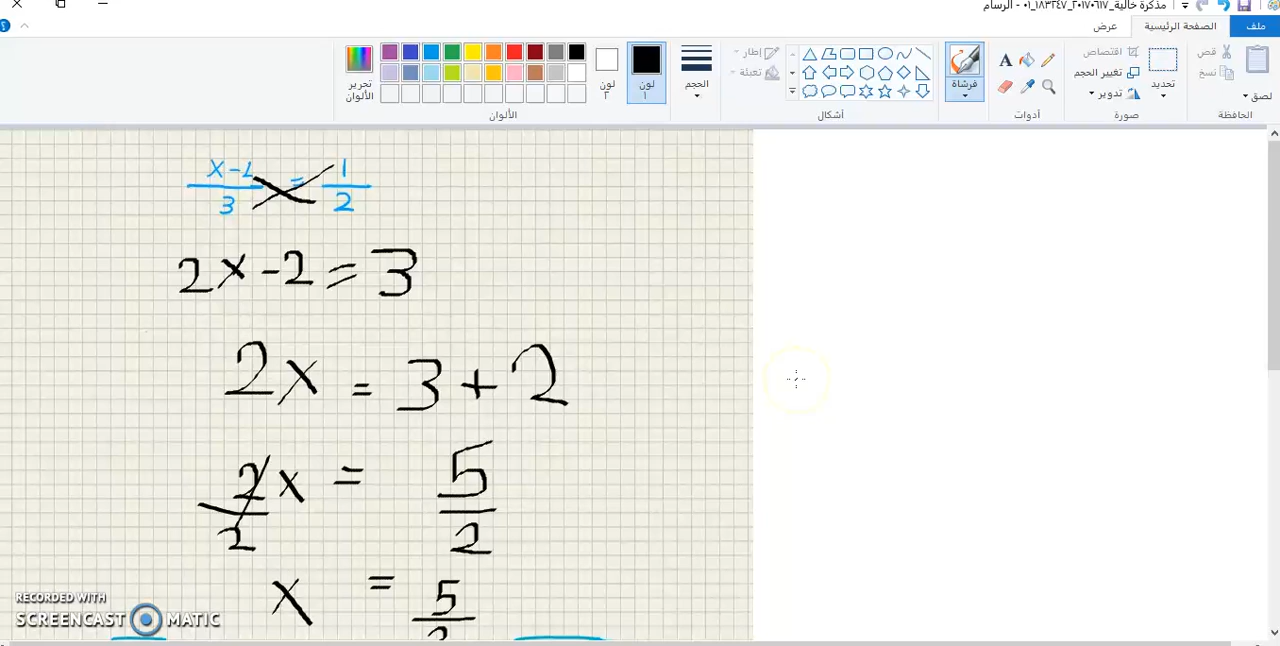 مذكرة خالية_٢٠١٧٠٦١٧_١٨٣٢٤٧_٠١ - الرسام
ملف
الصفحة الرئيسية
عرض
لصق
قص
نسخ
الحافظة
تحديد
اقتصاص
تغيير الحجم
تدوير
صورة
A
أدوات
فرشاة
أشكال
إطار
تعبئة
الحجم
لون
١
لون
٢
تحرير
الألوان
الألوان
x-1 = 1
3 2
2x -2 = 3
2x = 3 + 2
2x = 5
2 2
x = 5
RECORDED WITH
SCREENCAST MATIC